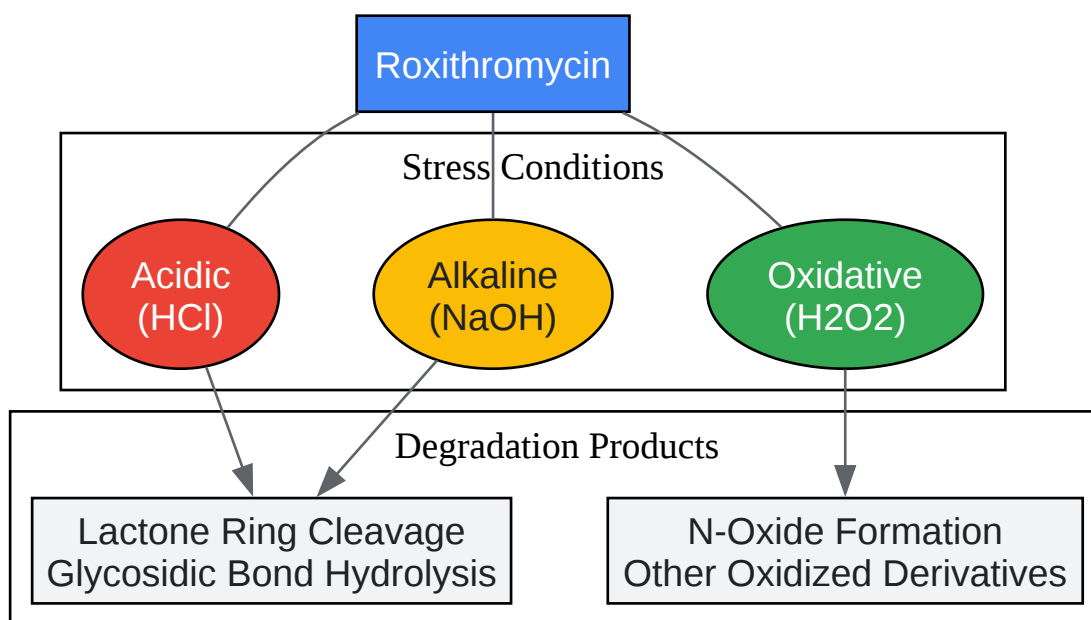 Roxithromycin
Stress Conditions
Acidic
(HCl)
Alkaline
(NaOH)
Oxidative
(H2O2)
Degradation Products
Lactone Ring Cleavage
Glycosidic Bond Hydrolysis
N-Oxide Formation
Other Oxidized Derivatives